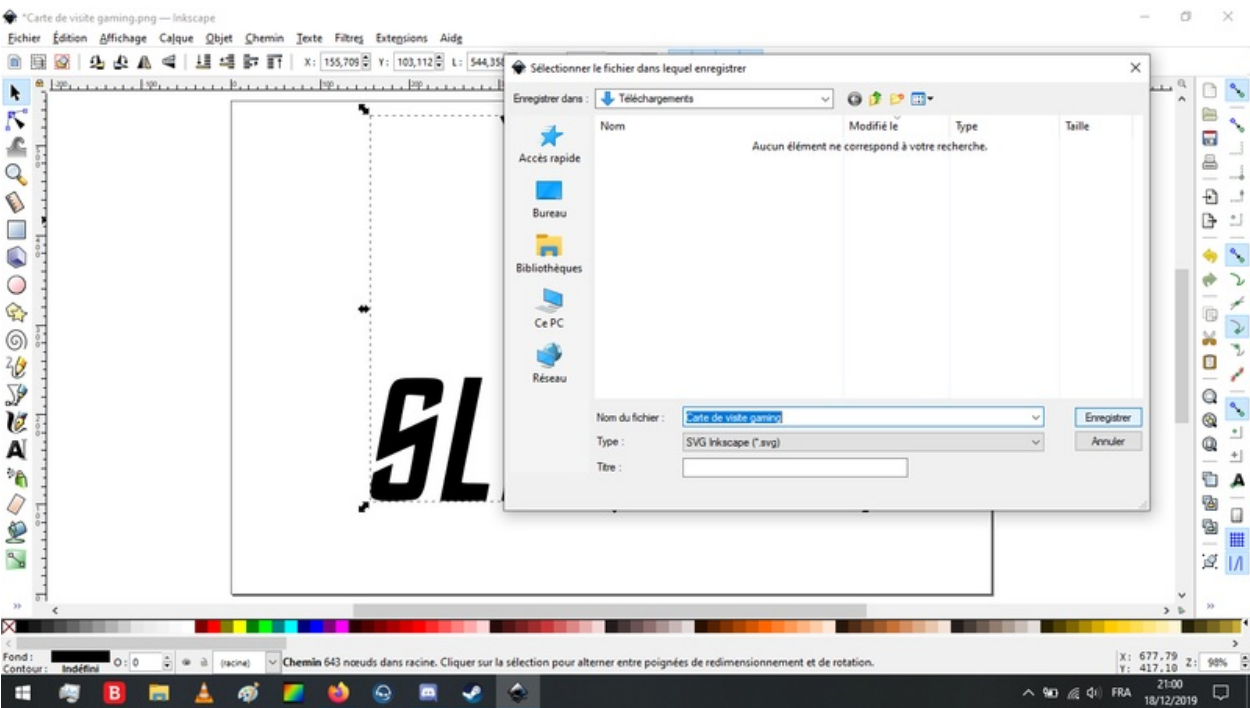 *Carte de visite gaming.png — Inkscape
Fichier Édition Affichage Calque Objet Chemin Texte Filtres Extensions Aide
X: 155,709 Y: 103,112 L: 544,358
Sélectionner le fichier dans lequel enregistrer
Enregistrer dans : Téléchargements
Nom Modifié le Type Taille
Aucun élément ne correspond à votre recherche.
Accès rapide
Bureau
Bibliothèques
Ce PC
Réseau
Nom du fichier : Carte de visite gaming Enregistrer
Type : SVG Inkscape (*.svg) Annuler
Titre :
SL
Fond :
Contour : Indéfini
O: 0
(racine)
Chemin 643 nœuds dans racine. Cliquer sur la sélection pour alterner entre poignées de redimensionnement et de rotation.
X: 677,79
Y: 417,10
Z: 98%
FRA
21:00
18/12/2019